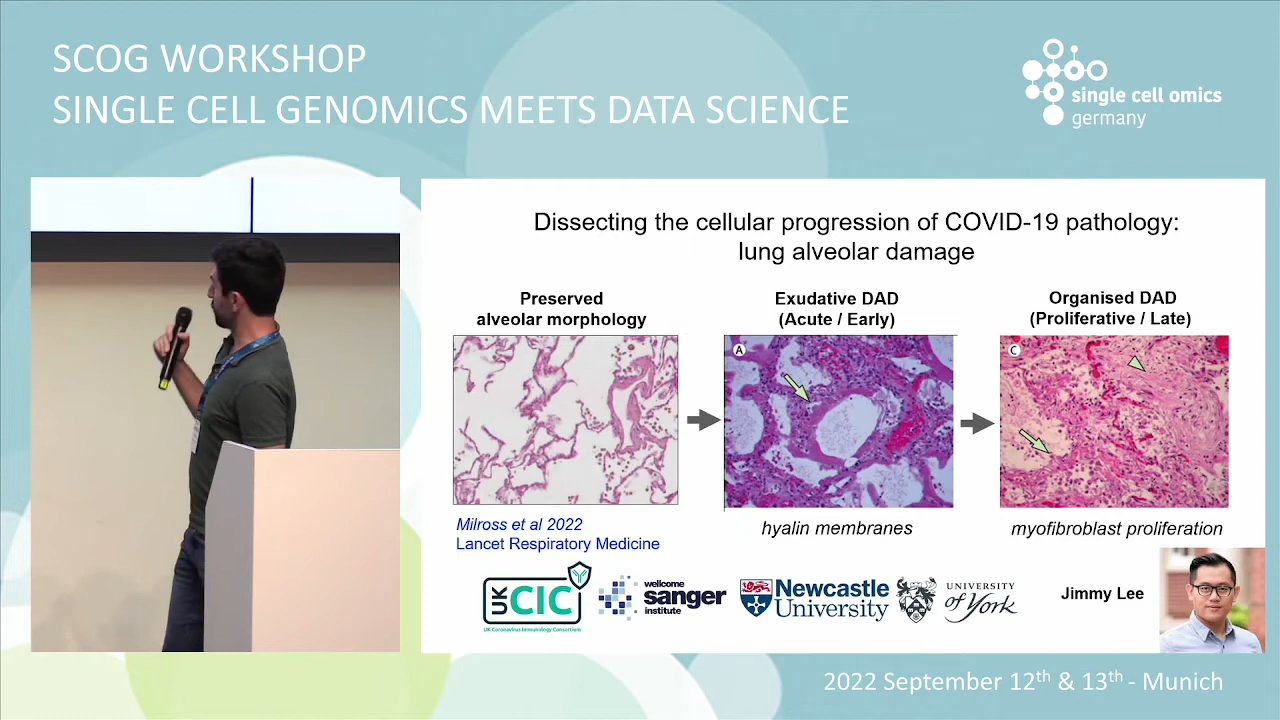 SCOG WORKSHOP
SINGLE CELL GENOMICS MEETS DATA SCIENCE
single cell omics
germany
Dissecting the cellular progression of COVID-19 pathology:
lung alveolar damage
Preserved
alveolar morphology
Exudative DAD
(Acute / Early)
Organised DAD
(Proliferative / Late)
A
C
Milross et al 2022
Lancet Respiratory Medicine
hyalin membranes
myofibroblast proliferation
UK CIC
UK Coronavirus Immunology Consortium
wellcome
sanger
institute
Newcastle
University
UNIVERSITY
of York
Jimmy Lee
2022 September 12th & 13th - Munich